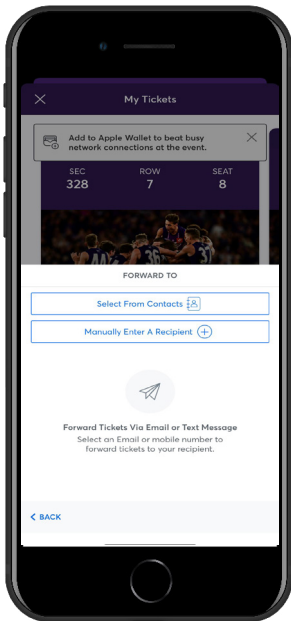 My Tickets
Add to Apple Wallet to beat busy
network connections at the event.
SEC ROW SEAT
328 7 8
FORWARD TO
Select From Contacts
Manually Enter A Recipient
Forward Tickets Via Email or Text Message
Select an Email or mobile number to
forward tickets to your recipient.
BACK